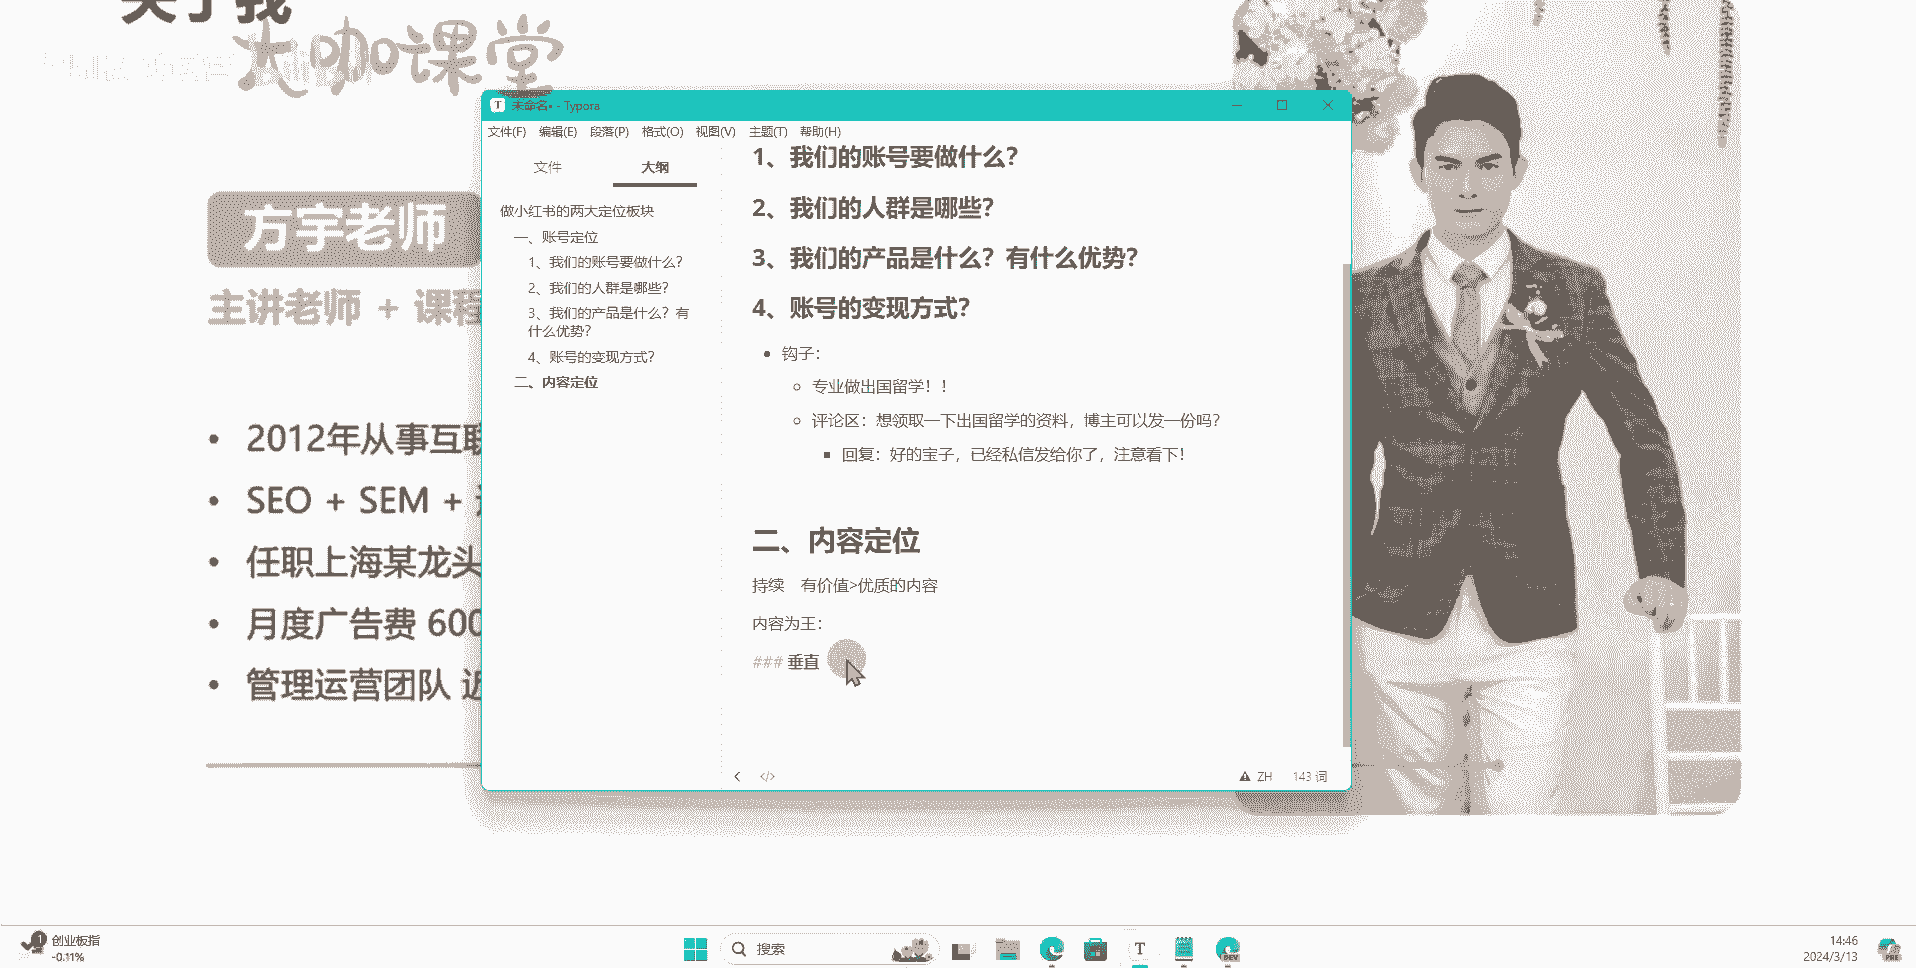 关于我
大咖课堂
方宇老师
主讲老师 + 课程
2012年从事互联
SEO + SEM +
任职上海某龙头
月度广告费 600
管理运营团队 近
未命名• - Typora
文件(F) 编辑(E) 段落(P) 格式(O) 视图(V) 主题(T) 帮助(H)
文件 大纲
做小红书的两大定位板块
一、账号定位
1、我们的账号要做什么？
2、我们的人群是哪些？
3、我们的产品是什么？有
什么优势？
4、账号的变现方式？
二、内容定位
1、我们的账号要做什么？
2、我们的人群是哪些？
3、我们的产品是什么？有什么优势？
4、账号的变现方式？
钩子：
专业做出国留学！！
评论区：想领取一下出国留学的资料，博主可以发一份吗？
回复：好的宝子，已经私信发给你了，注意看下！
二、内容定位
持续 有价值>优质的内容
内容为王：
### 垂直
ZH 143 词
1
创业板指
-0.11%
搜索
T
DEV
14:46
2024/3/13
PRE